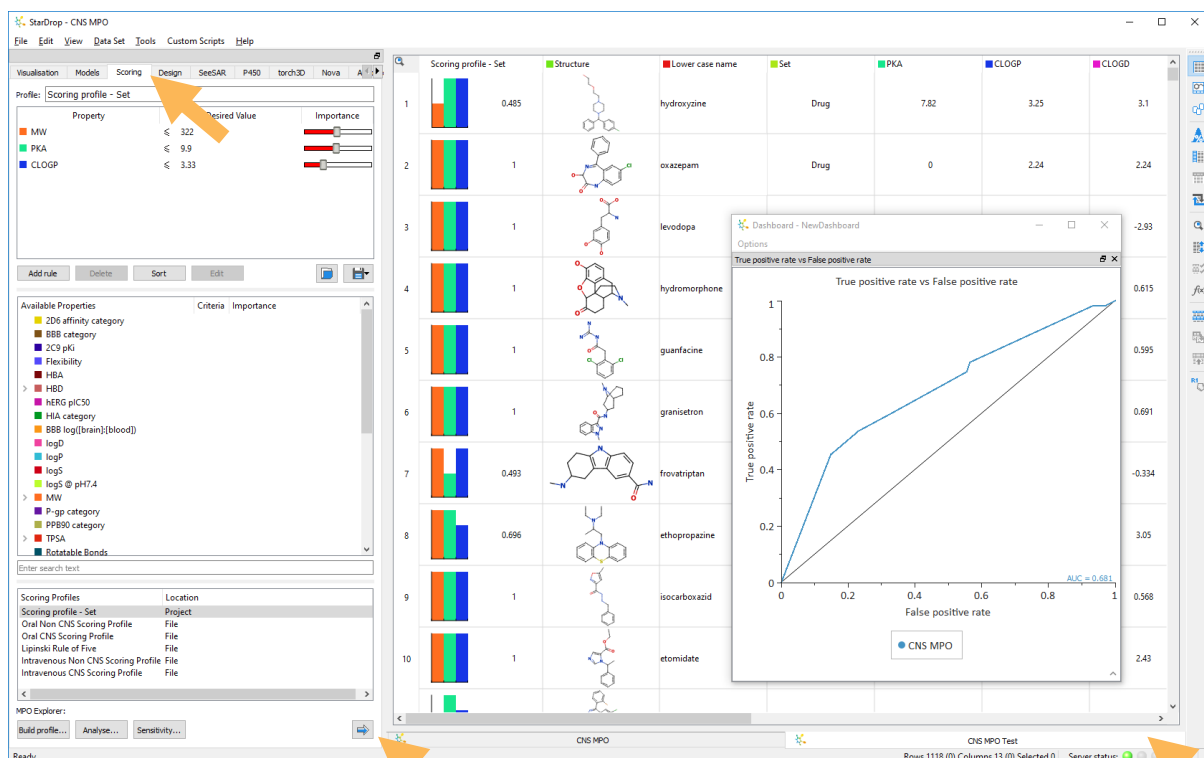 StarDrop - CNS MPO
File Edit View Data Set Tools Custom Scripts Help
Visualisation Models Scoring Design SeeSAR P450 torch3D Nova
Profile: Scoring profile - Set
Property Desired Value Importance
MW ≤ 322
PKA ≤ 9.9
CLOGP ≤ 3.33
Add rule Delete Sort Edit
Available Properties Criteria Importance
2D6 affinity category
BBB category
2C9 pKi
Flexibility
HBA
HBD
hERG pIC50
HIA category
BBB log([brain]:[blood])
logD
logP
logS
logS @ pH7.4
MW
P-gp category
PPB90 category
TPSA
Rotatable Bonds
Enter search text
Scoring Profiles Location
Scoring profile - Set Project
Oral Non CNS Scoring Profile File
Oral CNS Scoring Profile File
Lipinski Rule of Five File
Intravenous Non CNS Scoring Profile File
Intravenous CNS Scoring Profile File
MPO Explorer:
Build profile... Analyse... Sensitivity...
Ready
Scoring profile - Set Structure Lower case name Set PKA CLOGP CLOGD
1 0.485 hydroxyzine Drug 7.82 3.25 3.1
2 1 oxazepam Drug 0 2.24 2.24
3 1 levodopa -2.93
4 1 hydromorphone 0.615
5 1 guanfacine 0.595
6 1 granisetron 0.691
7 0.493 frovatriptan -0.334
8 0.696 ethopropazine 3.05
9 1 isocarboxazid 0.568
10 1 etomidate 2.43
Dashboard - NewDashboard
Options
True positive rate vs False positive rate
True positive rate vs False positive rate
True positive rate
1
0.8
0.6
0.4
0.2
0
0 0.2 0.4 0.6 0.8 1
AUC = 0.681
False positive rate
CNS MPO
CNS MPO CNS MPO Test
Rows 1118 (0) Columns 13 (0) Selected 0 Server status:
f(x)
R1